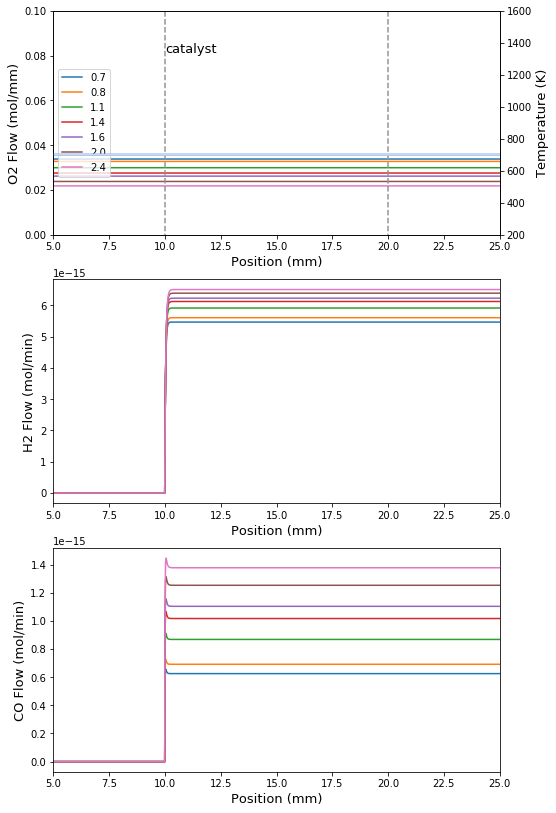 0.10
0.08
0.06
0.04
0.02
0.00
O2 Flow (mol/mm)
catalyst
0.7
0.8
1.1
1.4
1.6
2.0
2.4
1600
1400
1200
1000
800
600
400
200
Temperature (K)
5.0 7.5 10.0 12.5 15.0 17.5 20.0 22.5 25.0
Position (mm)
1e−15
6
5
4
3
2
1
0
H2 Flow (mol/min)
5.0 7.5 10.0 12.5 15.0 17.5 20.0 22.5 25.0
Position (mm)
1e−15
1.4
1.2
1.0
0.8
0.6
0.4
0.2
0.0
CO Flow (mol/min)
5.0 7.5 10.0 12.5 15.0 17.5 20.0 22.5 25.0
Position (mm)